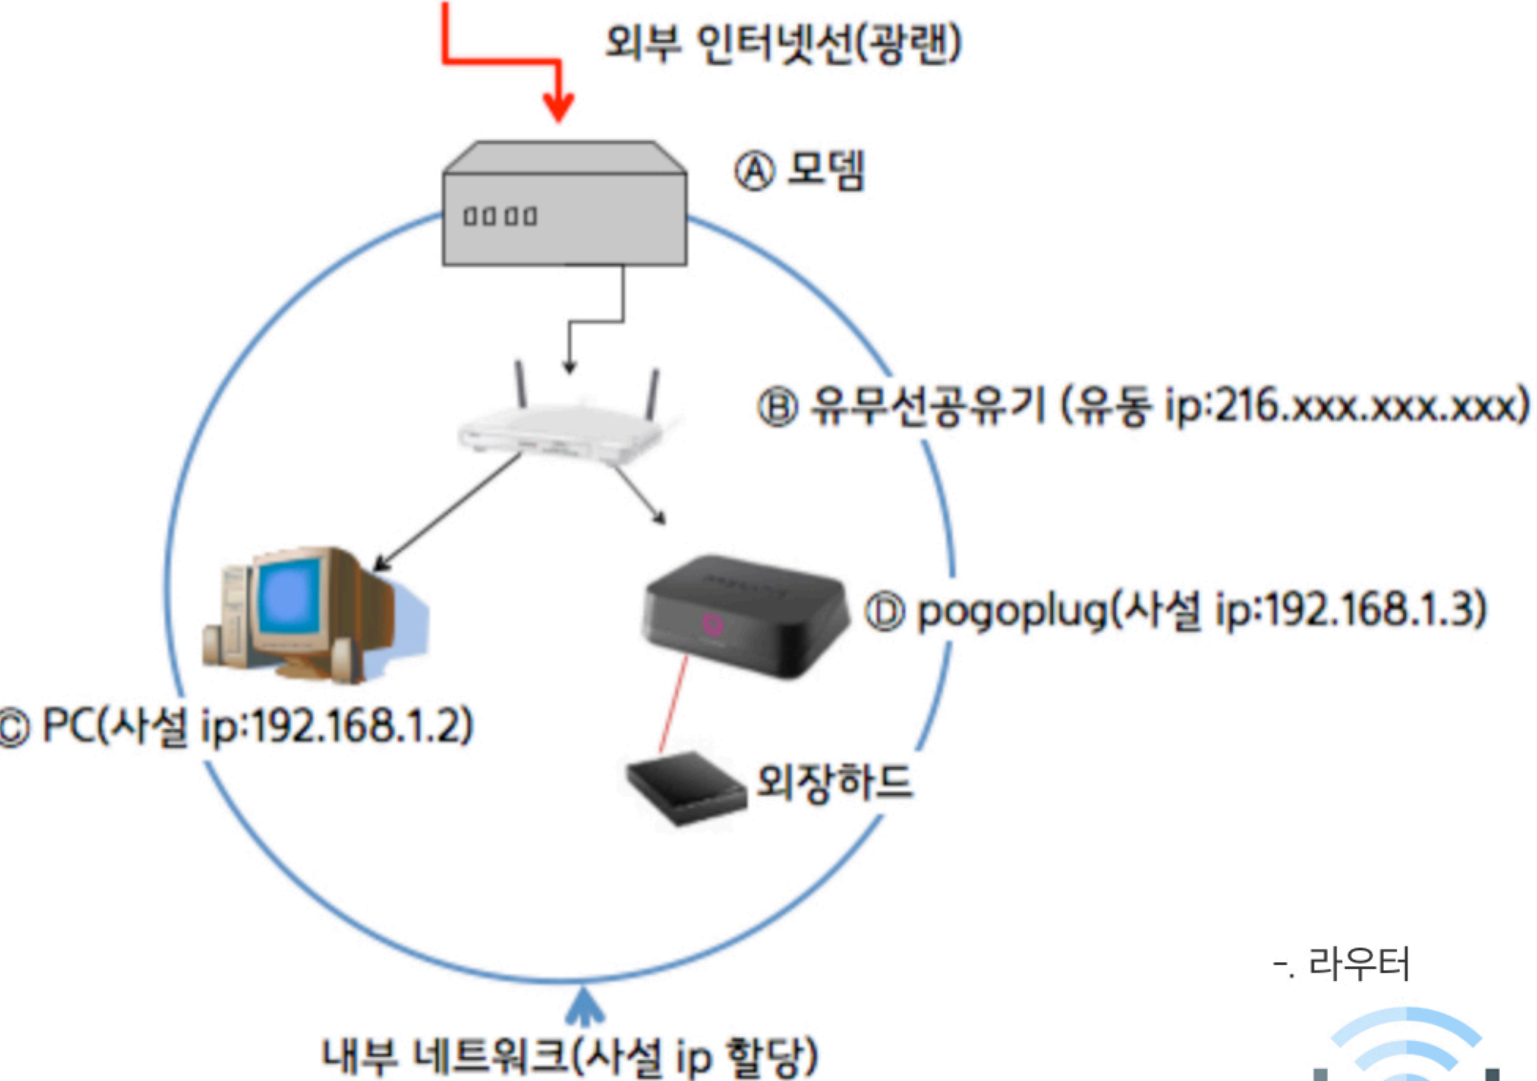 외부 인터넷선(광랜)
Ⓐ 모뎀
Ⓑ 유무선공유기 (유동 ip:216.xxx.xxx.xxx)
Ⓓ pogoplug(사설 ip:192.168.1.3)
Ⓒ PC(사설 ip:192.168.1.2)
외장하드
-. 라우터
내부 네트워크(사설 ip 할당)